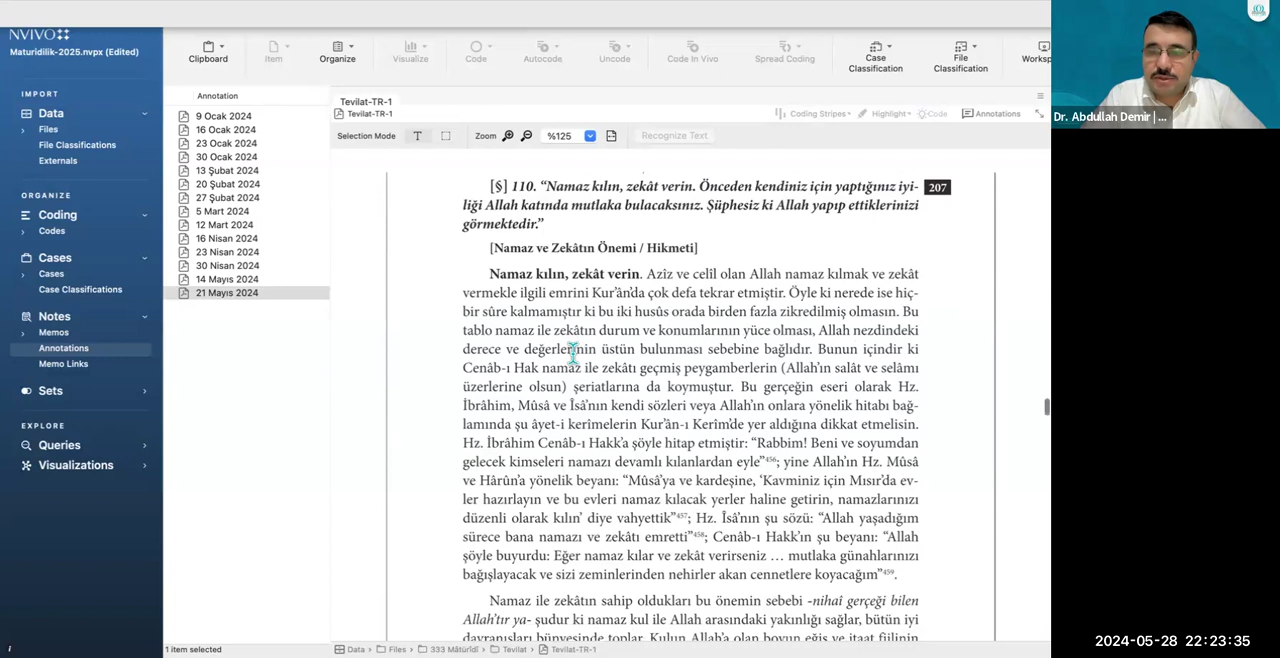 NVIVO
Maturidilik-2025.nvpx (Edited)
IMPORT
Data
Files
File Classifications
Externals
ORGANIZE
Coding
Codes
Cases
Cases
Case Classifications
Notes
Memos
Annotations
Memo Links
Sets
EXPLORE
Queries
Visualizations
Clipboard
Item
Organize
Visualize
Code
Autocode
Uncode
Code In Vivo
Spread Coding
Case
Classification
File
Classification
Worksp
Annotation
9 Ocak 2024
16 Ocak 2024
23 Ocak 2024
30 Ocak 2024
13 Şubat 2024
20 Şubat 2024
27 Şubat 2024
5 Mart 2024
12 Mart 2024
16 Nisan 2024
23 Nisan 2024
30 Nisan 2024
14 Mayıs 2024
21 Mayıs 2024
1 item selected
Tevilat-TR-1
Tevilat-TR-1
Coding Stripes
Highlight
Code
Annotations
Selection Mode
T
Zoom
%125
Recognize Text
[§] 110. “Namaz kılın, zekât verin. Önceden kendiniz için yaptığınız iyi-
207
liği Allah katında mutlaka bulacaksınız. Şüphesiz ki Allah yapıp ettiklerinizi
görmektedir.”
[Namaz ve Zekâtın Önemi / Hikmeti]
Namaz kılın, zekât verin. Azîz ve celîl olan Allah namaz kılmak ve zekât
vermekle ilgili emrini Kur’ân’da çok defa tekrar etmiştir. Öyle ki nerede ise hiç-
bir sûre kalmamıştır ki bu iki husûs orada birden fazla zikredilmiş olmasın. Bu
tablo namaz ile zekâtın durum ve konumlarının yüce olması, Allah nezdindeki
derece ve değerlerinin üstün bulunması sebebine bağlıdır. Bunun içindir ki
Cenâb-ı Hak namaz ile zekâtı geçmiş peygamberlerin (Allah’ın salât ve selâmı
üzerlerine olsun) şeriatlarına da koymuştur. Bu gerçeğin eseri olarak Hz.
İbrâhim, Mûsâ ve Îsâ’nın kendi sözleri veya Allah’ın onlara yönelik hitabı bağ-
lamında şu âyet-i kerîmelerin Kur’ân-ı Kerîm’de yer aldığına dikkat etmelisin.
Hz. İbrâhim Cenâb-ı Hakk’a şöyle hitap etmiştir: “Rabbim! Beni ve soyumdan
gelecek kimseleri namazı devamlı kılanlardan eyle”⁴⁵⁶; yine Allah’ın Hz. Mûsâ
ve Hârûn’a yönelik beyanı: “Mûsâ’ya ve kardeşine, ‘Kavminiz için Mısır’da ev-
ler hazırlayın ve bu evleri namaz kılacak yerler haline getirin, namazlarınızı
düzenli olarak kılın’ diye vahyettik”⁴⁵⁷; Hz. Îsâ’nın şu sözü: “Allah yaşadığım
sürece bana namazı ve zekâtı emretti”⁴⁵⁸; Cenâb-ı Hakk’ın şu beyanı: “Allah
şöyle buyurdu: Eğer namaz kılar ve zekât verirseniz … mutlaka günahlarınızı
bağışlayacak ve sizi zeminlerinden nehirler akan cennetlere koyacağım”⁴⁵⁹.
Namaz ile zekâtın sahip oldukları bu önemin sebebi -nihaî gerçeği bilen
Allah’tır ya- şudur ki namaz kul ile Allah arasındaki yakınlığı sağlar, bütün iyi
davranışları bünyesinde toplar. Kulun Allah’a olan boyun eğiş ve itaat fiilinin
Data
Files
333 Mâtürîdî
Tevilat
Tevilat-TR-1
Dr. Abdullah Demir | ...
2024-05-28 22:23:35